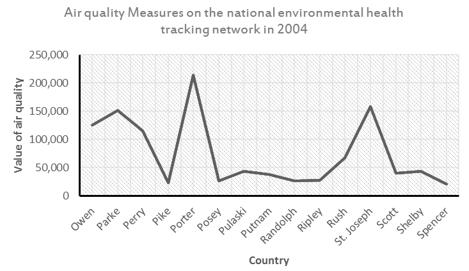 Air quality Measures on the national environmental health
tracking network in 2004
250,000
200,000
150,000
100,000
50,000
0
Value of air quality
Owen
Parke
Perry
Pike
Porter
Posey
Pulaski
Putnam
Randolph
Ripley
Rush
St. Joseph
Scott
Shelby
Spencer
Country